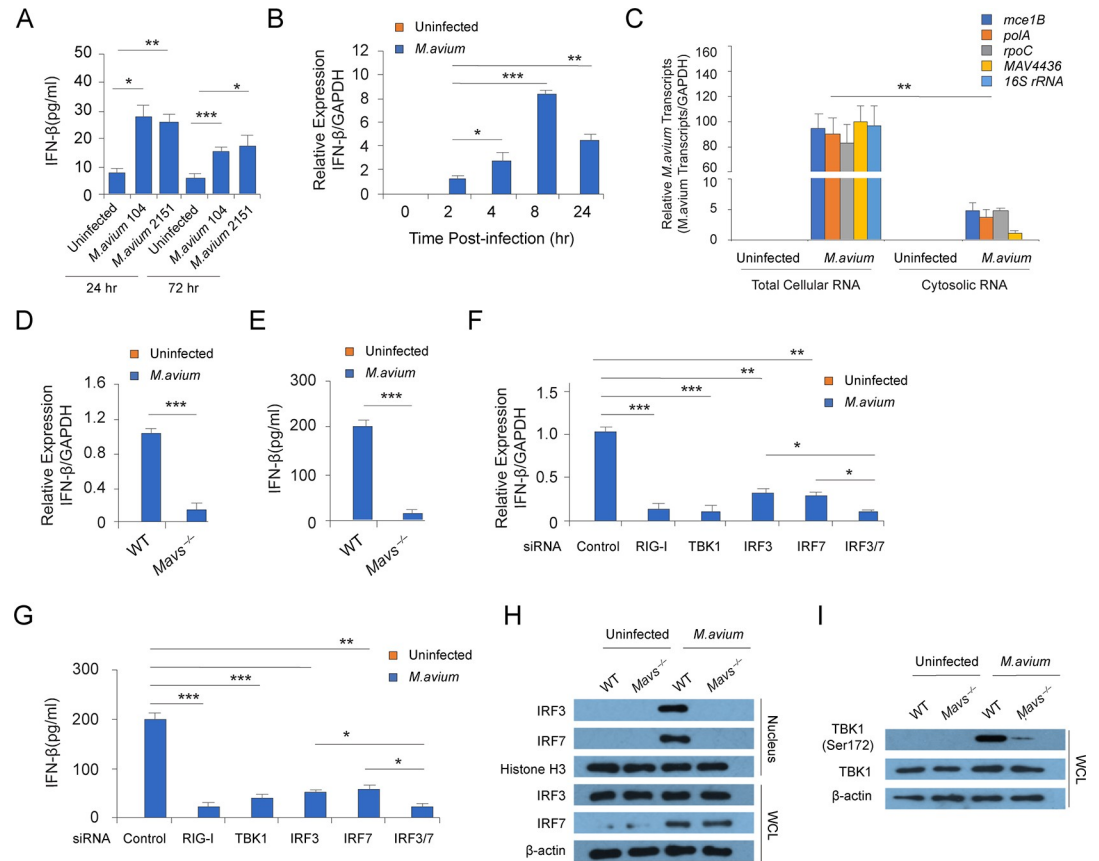 A
IFN-β(pg/ml)
50
40
30
20
10
0
**
*
***
*
Uninfected
M.avium 104
M.avium 2151
Uninfected
M.avium 104
M.avium 2151
24 hr
72 hr
B
Uninfected
M.avium
Relative Expression
IFN-β/GAPDH
12
10
8
6
4
2
0
**
***
*
0 2 4 8 24
Time Post-infection (hr)
C
mce1B
polA
rpoC
MAV4436
16S rRNA
Relative M.avium Transcripts
(M.avium Transcripts/GAPDH)
160
140
120
100
80
60
10
5
0
**
Uninfected M.avium Uninfected M.avium
Total Cellular RNA Cytosolic RNA
D
Uninfected
M.avium
Relative Expression
IFN-β/GAPDH
1.6
1.2
0.8
0.4
0
***
WT
Mavs-/-
E
Uninfected
M.avium
IFN-β(pg/ml)
300
200
100
0
***
WT
Mavs-/-
F
Uninfected
M.avium
Relative Expression
IFN-β/GAPDH
1.5
1.0
0.5
0
**
**
***
***
*
*
siRNA Control RIG-I TBK1 IRF3 IRF7 IRF3/7
G
Uninfected
M.avium
IFN-β(pg/ml)
300
200
100
0
**
***
***
*
*
siRNA Control RIG-I TBK1 IRF3 IRF7 IRF3/7
H
Uninfected M.avium
WT Mavs-/- WT Mavs-/-
IRF3
IRF7
Histone H3
Nucleus
IRF3
IRF7
β-actin
WCL
I
Uninfected M.avium
WT Mavs-/- WT Mavs-/-
TBK1
(Ser172)
TBK1
β-actin
WCL